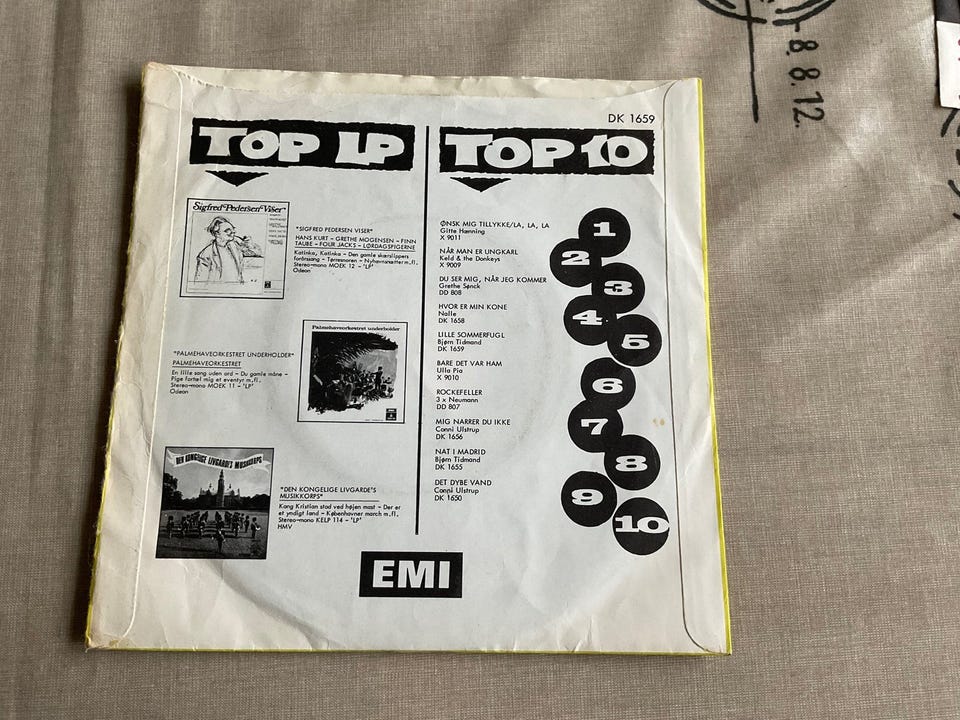 8.8.12.
DK 1659
TOP LP
Sigfred Pedersen Viser
"SIGFRED PEDERSEN VISER"
HANS KURT – GRETHE MOGENSEN – FINN
TAUBE – FOUR JACKS – LØRDAGSPIGERNE
Katinka, Katinka – Den gamle skærslippers
forårssang – Tørresnoren – Nyhavnsnatter m.fl.
Stereo-mono MOEK 12 – "LP"
Odeon
Palmehaveorkestret underholder
"PALMEHAVEORKESTRET UNDERHOLDER"
PALMEHAVEORKESTRET
En lille sang uden ord – Du gamle måne –
Pige fortæl mig et eventyr m.fl.
Stereo-mono MOEK 11 – "LP"
Odeon
DEN KONGELIGE LIVGARDES MUSIKKORPS
"DEN KONGELIGE LIVGARDE'S
MUSIKKORPS"
Kong Kristian stod ved højen mast – Der er
et yndigt land – Københavner march m.fl.
Stereo-mono KELP 114 – "LP"
HMV
TOP 10
ØNSK MIG TILLYKKE/LA, LA, LA
Gitte Hænning
X 9011
NÅR MAN ER UNGKARL
Keld & the Donkeys
X 9009
DU SER MIG, NÅR JEG KOMMER
Grethe Sønck
DD 808
HVOR ER MIN KONE
Nalle
DK 1658
LILLE SOMMERFUGL
Bjørn Tidmand
DK 1659
BARE DET VAR HAM
Ulla Pia
X 9010
ROCKEFELLER
3 x Neumann
DD 807
MIG NARRER DU IKKE
Conni Ulstrup
DK 1656
NAT I MADRID
Bjørn Tidmand
DK 1655
DET DYBE VAND
Conni Ulstrup
DK 1650
1
2
3
4
5
6
7
8
9
10
EMI